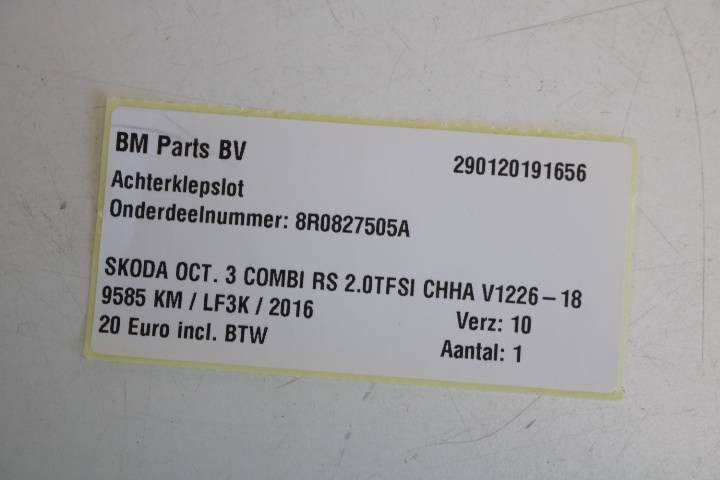 BM Parts BV 290120191656
Achterklepslot
Onderdeelnummer: 8R0827505A
SKODA OCT. 3 COMBI RS 2.0TFSI CHHA V1226-18
9585 KM / LF3K / 2016 Verz: 10
20 Euro incl. BTW Aantal: 1